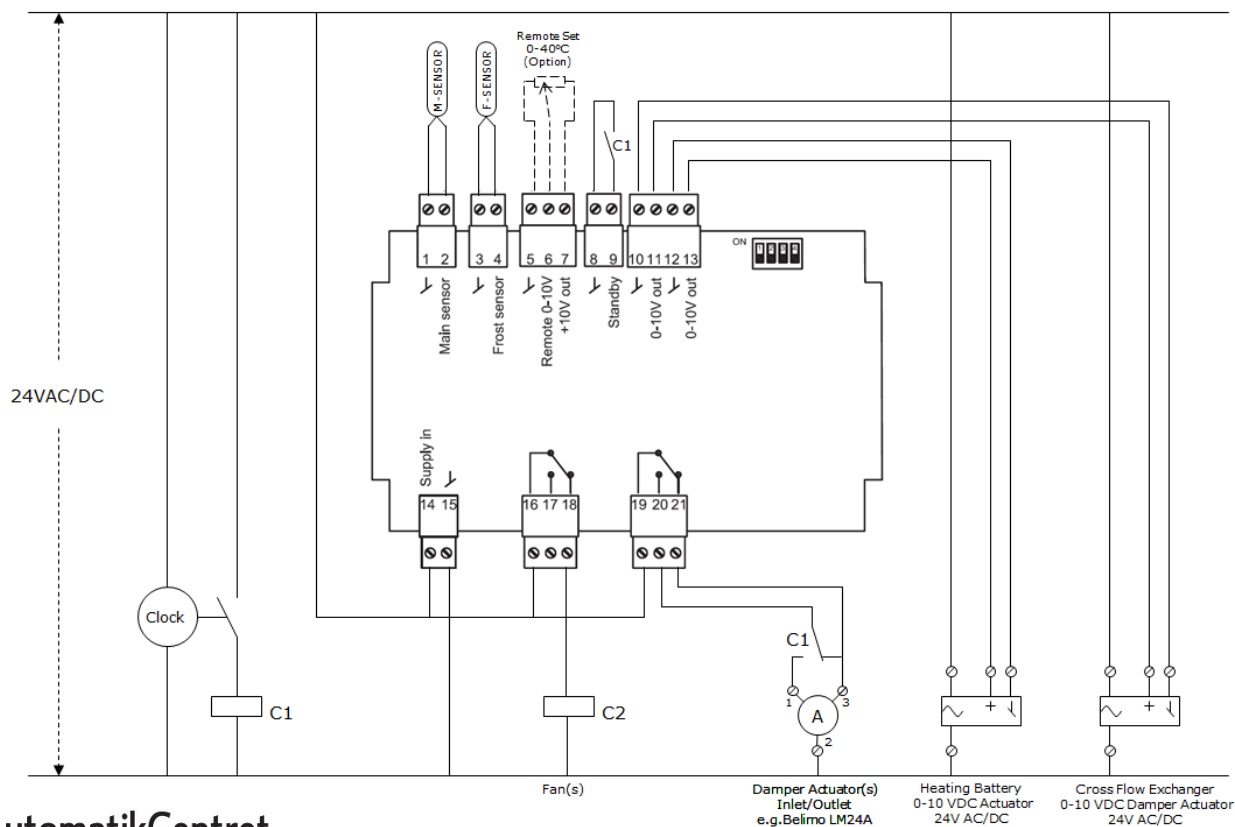 Remote Set
0-40ºC
(Option)
M-SENSOR
F-SENSOR
C1
ON
1 2 3 4
1 2 3 4 5 6 7 8 9 10 11 12 13
Main sensor
Frost sensor
Remote 0-10V
+10V out
Standby
0-10V out
0-10V out
24VAC/DC
Supply in
14 15 16 17 18 19 20 21
Clock
C1
C2
C1
1 3
A
2
+
+
Fan(s)
Damper Actuator(s)
Inlet/Outlet
e.g.Belimo LM24A
Heating Battery
0-10 VDC Actuator
24V AC/DC
Cross Flow Exchanger
0-10 VDC Damper Actuator
24V AC/DC